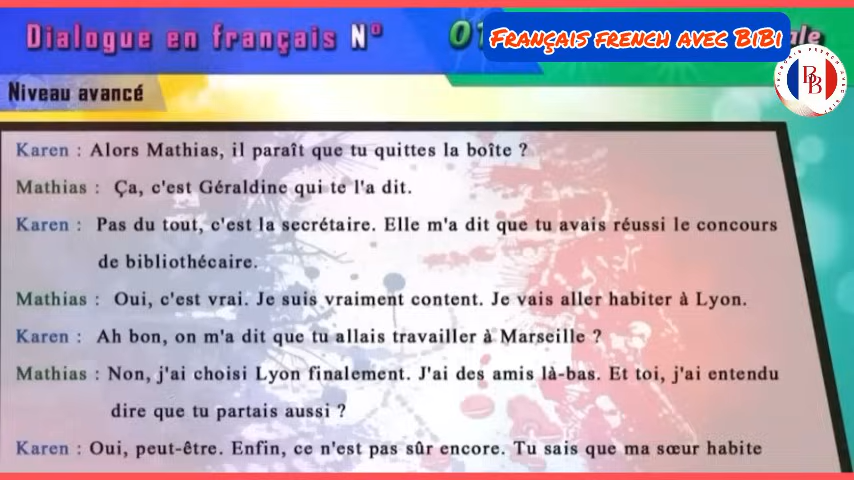 Dialogue en français N° 01
Français french avec BiBi
Niveau avancé
Karen : Alors Mathias, il paraît que tu quittes la boîte ?
Mathias : Ça, c'est Géraldine qui te l'a dit.
Karen : Pas du tout, c'est la secrétaire. Elle m'a dit que tu avais réussi le concours
de bibliothécaire.
Mathias : Oui, c'est vrai. Je suis vraiment content. Je vais aller habiter à Lyon.
Karen : Ah bon, on m'a dit que tu allais travailler à Marseille ?
Mathias : Non, j'ai choisi Lyon finalement. J'ai des amis là-bas. Et toi, j'ai entendu
dire que tu partais aussi ?
Karen : Oui, peut-être. Enfin, ce n'est pas sûr encore. Tu sais que ma sœur habite